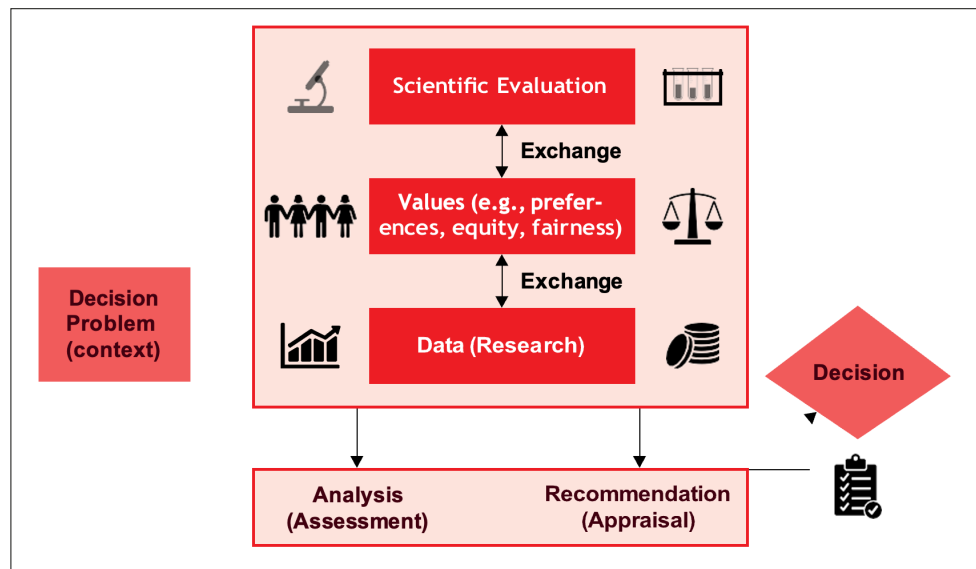 Scientific Evaluation
Exchange
Values (e.g., prefer-
ences, equity, fairness)
Exchange
Decision
Problem
(context)
Data (Research)
Decision
Analysis
(Assessment)
Recommendation
(Appraisal)